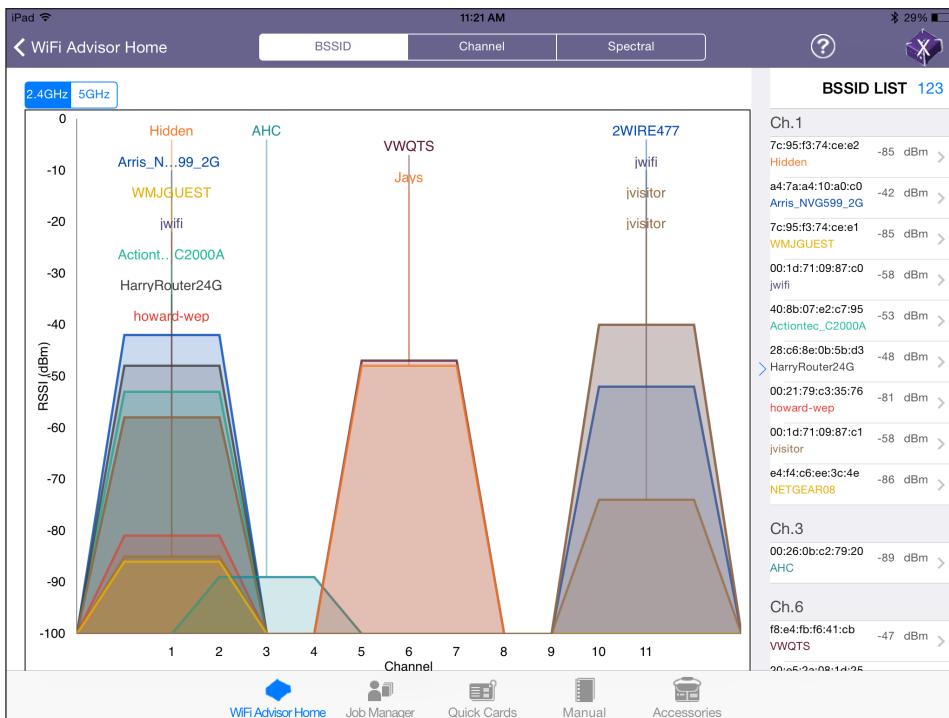 iPad 11:21 AM 29%
WiFi Advisor Home BSSID Channel Spectral ?
2.4GHz 5GHz
BSSID LIST 123
0
-10
-20
-30
-40
-50
-60
-70
-80
-90
-100
RSSI (dBm)
Hidden
Arris_N...99_2G
WMJGUEST
jwifi
Actiont...C2000A
HarryRouter24G
howard-wep
AHC
VWQTS
Jays
2WIRE477
jwifi
jvisitor
jvisitor
1 2 3 4 5 6 7 8 9 10 11
Channel
Ch.1
7c:95:f3:74:ce:e2 -85 dBm
Hidden
a4:7a:a4:10:a0:c0 -42 dBm
Arris_NVG599_2G
7c:95:f3:74:ce:e1 -85 dBm
WMJGUEST
00:1d:71:09:87:c0 -58 dBm
jwifi
40:8b:07:e2:c7:95 -53 dBm
Actiontec_C2000A
28:c6:8e:0b:5b:d3 -48 dBm
HarryRouter24G
00:21:79:c3:35:76 -81 dBm
howard-wep
00:1d:71:09:87:c1 -58 dBm
jvisitor
e4:f4:c6:ee:3c:4e -86 dBm
NETGEAR08
Ch.3
00:26:0b:c2:79:20 -89 dBm
AHC
Ch.6
f8:e4:fb:f6:41:cb -47 dBm
VWQTS
WiFi Advisor Home Job Manager Quick Cards Manual Accessories